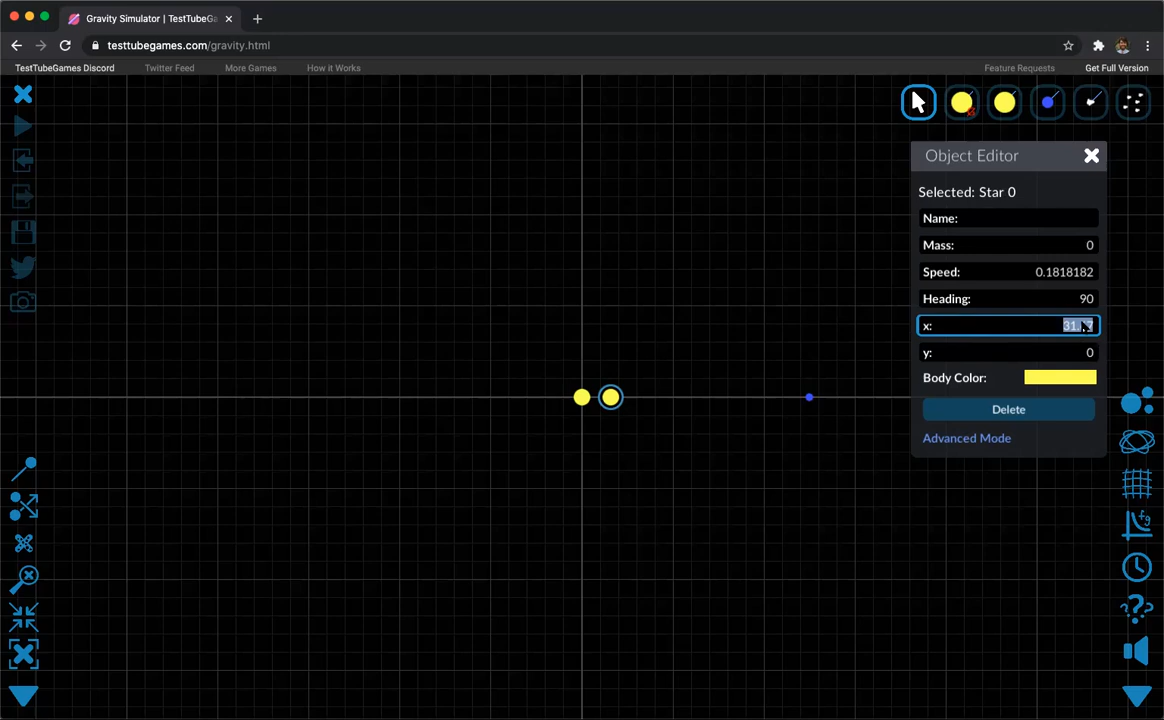 Gravity Simulator | TestTubeGa
testtubegames.com/gravity.html
TestTubeGames Discord Twitter Feed More Games How it Works Feature Requests Get Full Version
Object Editor
Selected: Star 0
Name:
Mass: 0
Speed: 0.1818182
Heading: 90
x:
y: 0
Body Color:
Delete
Advanced Mode
fg
???